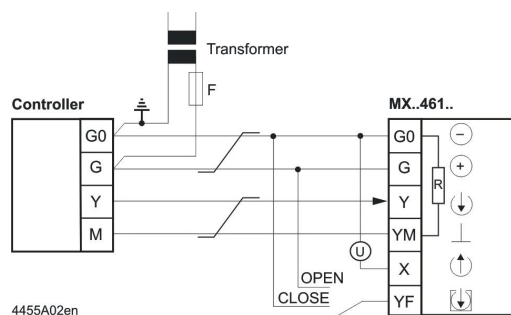 Transformer
F
Controller
MX..461..
G0
G
Y
M
G0
G
Y
YM
X
YF
R
U
OPEN
CLOSE
4455A02en